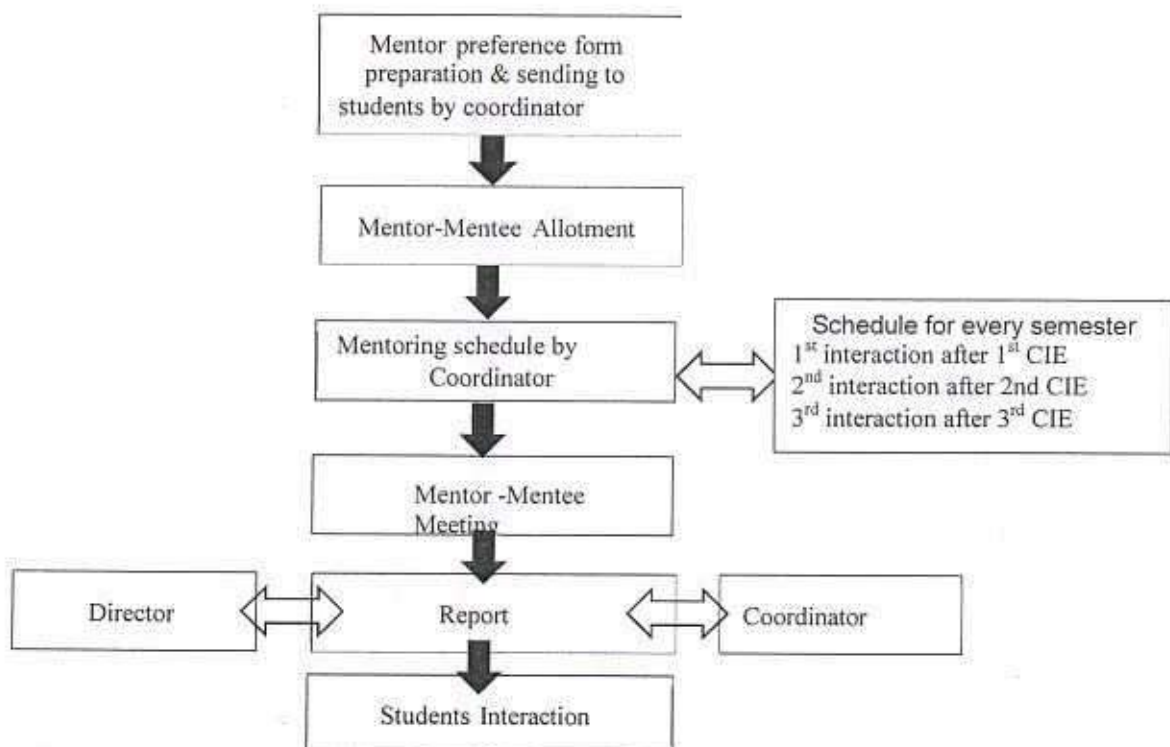 Mentor preference form
preparation & sending to
students by coordinator
Mentor-Mentee Allotment
Mentoring schedule by
Coordinator
Schedule for every semester
1st interaction after 1st CIE
2nd interaction after 2nd CIE
3rd interaction after 3rd CIE
Mentor -Mentee
Meeting
Director
Report
Coordinator
Students Interaction